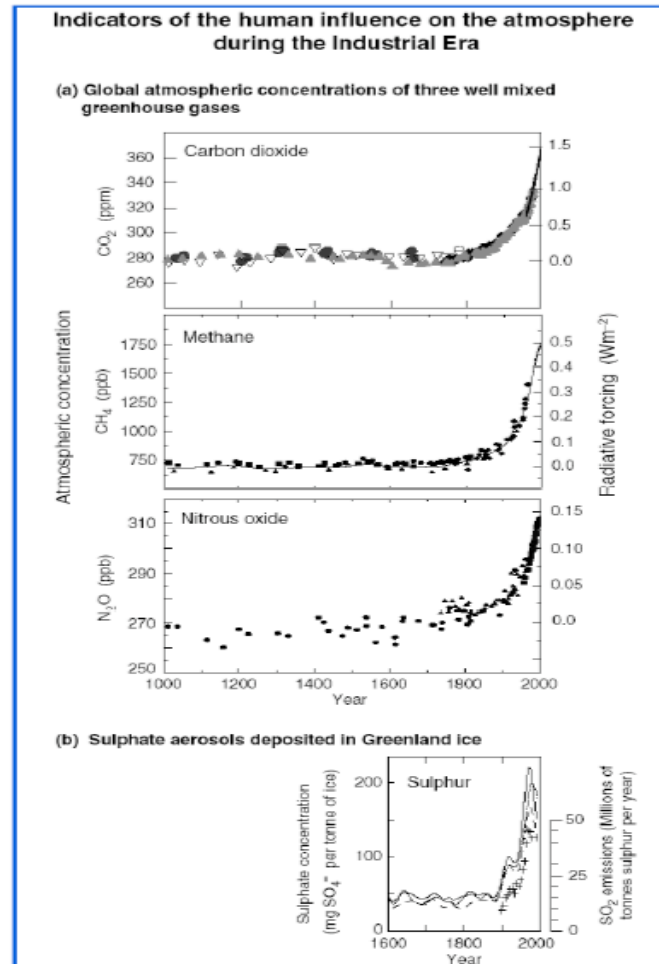 Indicators of the human influence on the atmosphere
during the Industrial Era
(a) Global atmospheric concentrations of three well mixed
greenhouse gases
Carbon dioxide
360
340
320
300
280
260
CO₂ (ppm)
1.5
1.0
0.5
0.0
Methane
1750
1500
1250
1000
750
CH₄ (ppb)
0.5
0.4
0.3
0.2
0.1
0.0
Atmospheric concentration
Radiative forcing (Wm⁻²)
Nitrous oxide
310
290
270
250
N₂O (ppb)
0.15
0.10
0.05
0.0
1000 1200 1400 1600 1800 2000
Year
(b) Sulphate aerosols deposited in Greenland ice
Sulphur
200
100
0
Sulphate concentration
(mg SO₄⁼ per tonne of ice)
50
25
0
SO₂ emissions (Millions of
tonnes sulphur per year)
1600 1800 2000
Year